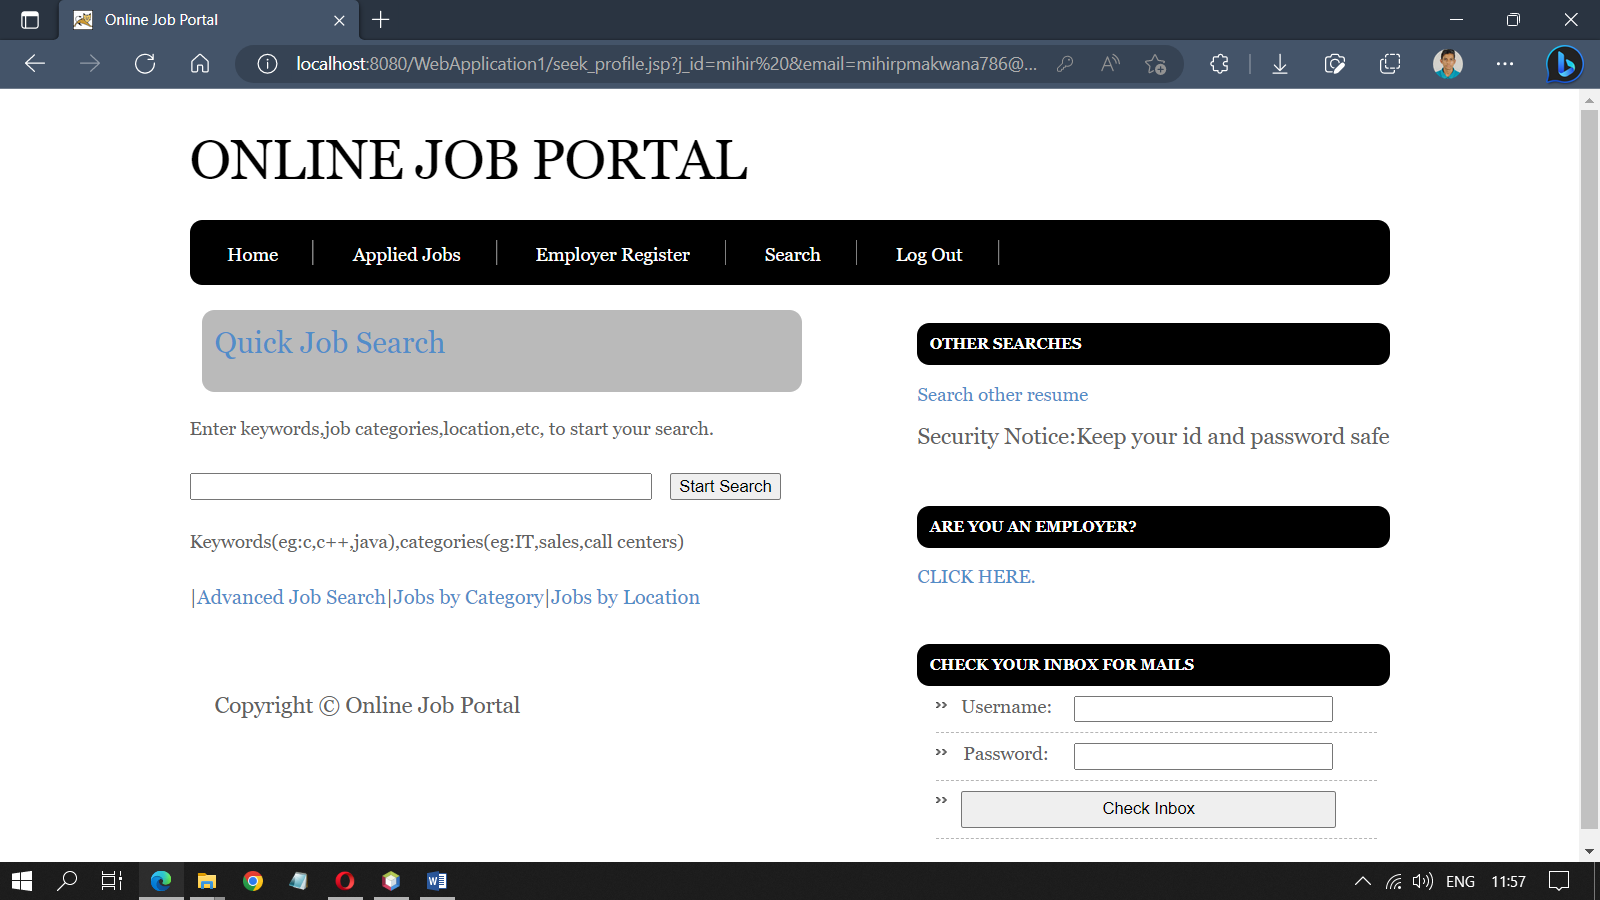 Online Job Portal
localhost:8080/WebApplication1/seek_profile.jsp?j_id=mihir%20&email=mihirpmakwana786@...
ONLINE JOB PORTAL
Home Applied Jobs Employer Register Search Log Out
Quick Job Search
Enter keywords,job categories,location,etc, to start your search.
Start Search
Keywords(eg:c,c++,java),categories(eg:IT,sales,call centers)
|Advanced Job Search|Jobs by Category|Jobs by Location
Copyright © Online Job Portal
OTHER SEARCHES
Search other resume
Security Notice:Keep your id and password safe
ARE YOU AN EMPLOYER?
CLICK HERE.
CHECK YOUR INBOX FOR MAILS
Username:
Password:
Check Inbox
ENG 11:57